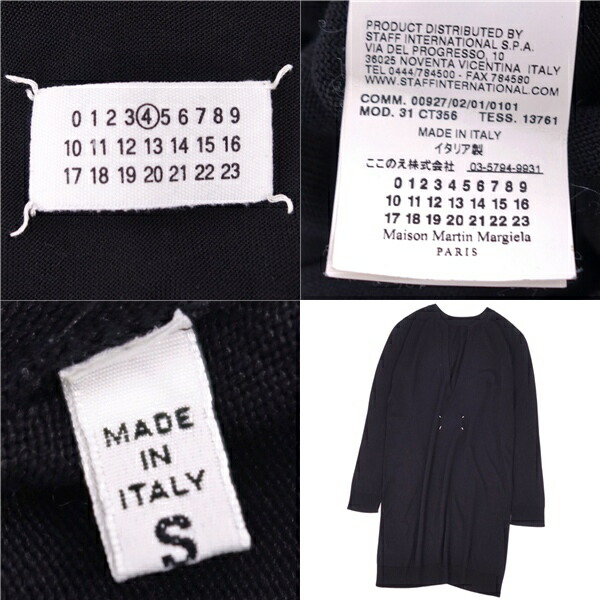 0 1 2 3 ④ 5 6 7 8 9
10 11 12 13 14 15 16
17 18 19 20 21 22 23
PRODUCT DISTRIBUTED BY
STAFF INTERNATIONAL S.P.A.
VIA DEL PROGRESSO, 10
36025 NOVENTA VICENTINA ITALY
TEL 0444/784500 - FAX 784580
WWW.STAFFINTERNATIONAL.COM
COMM. 00927/02/01/0101
MOD. 31 CT356 TESS. 13761
MADE IN ITALY
イタリア製
ここのえ株式会社 03-5794-9931
0 1 2 3 4 5 6 7 8 9
10 11 12 13 14 15 16
17 18 19 20 21 22 23
Maison Martin Margiela
PARIS
MADE
IN
ITALY
S